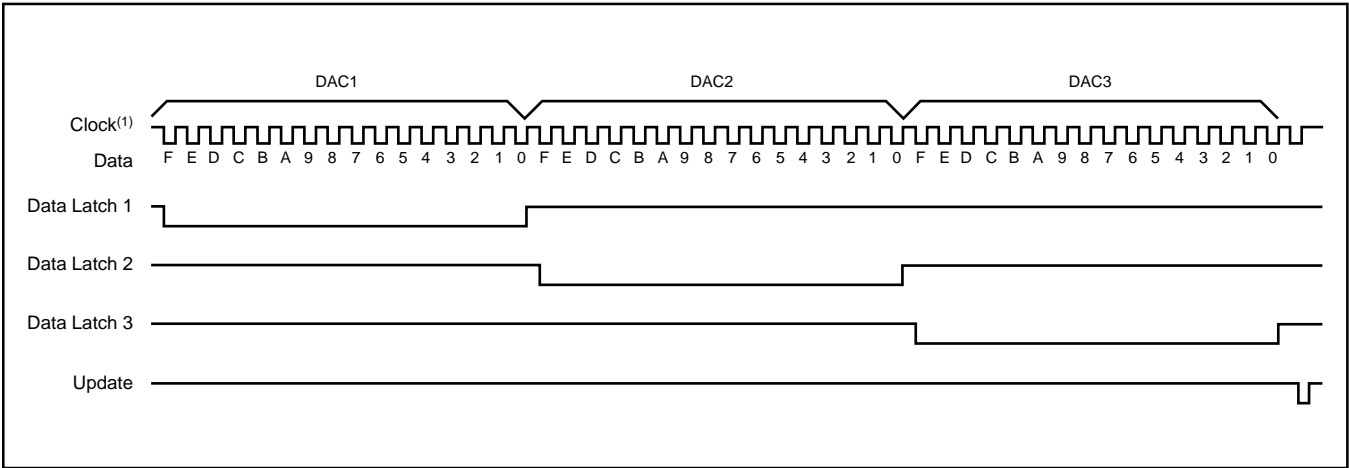 DAC1 DAC2 DAC3
Clock(1)
Data F E D C B A 9 8 7 6 5 4 3 2 1 0 F E D C B A 9 8 7 6 5 4 3 2 1 0 F E D C B A 9 8 7 6 5 4 3 2 1 0
Data Latch 1
Data Latch 2
Data Latch 3
Update